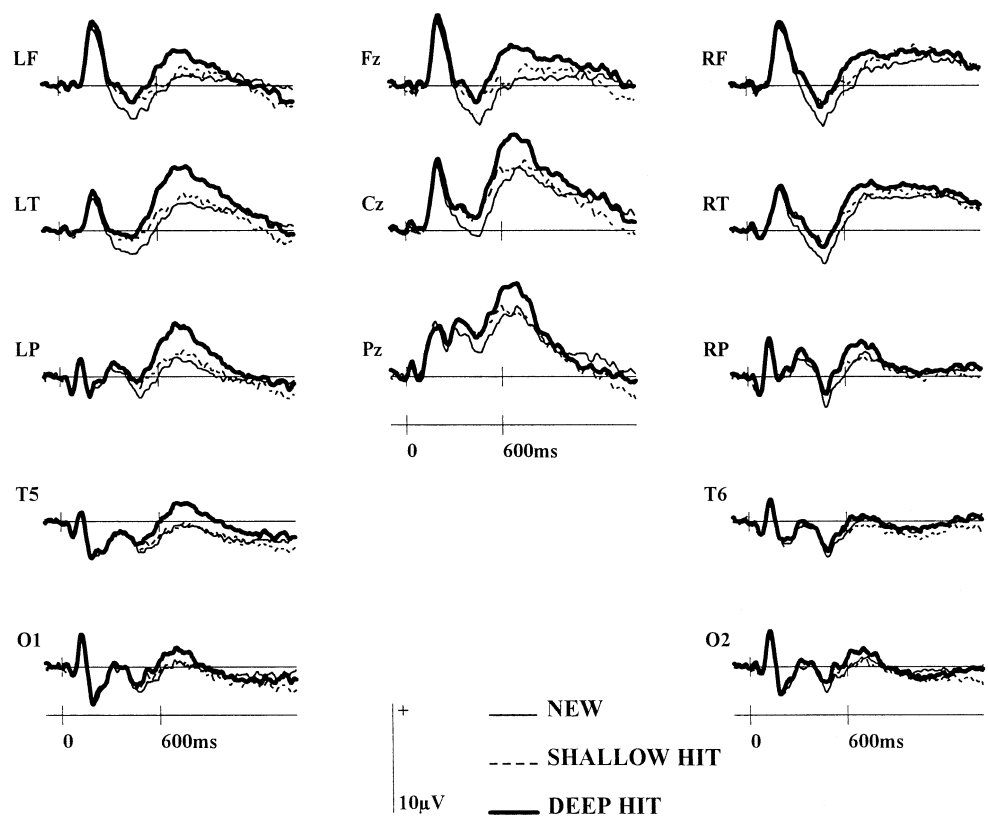 LF Fz RF
LT Cz RT
LP Pz RP
0 600ms
T5 T6
O1 O2
+
NEW
0 600ms 0 600ms
SHALLOW HIT
10µV
DEEP HIT